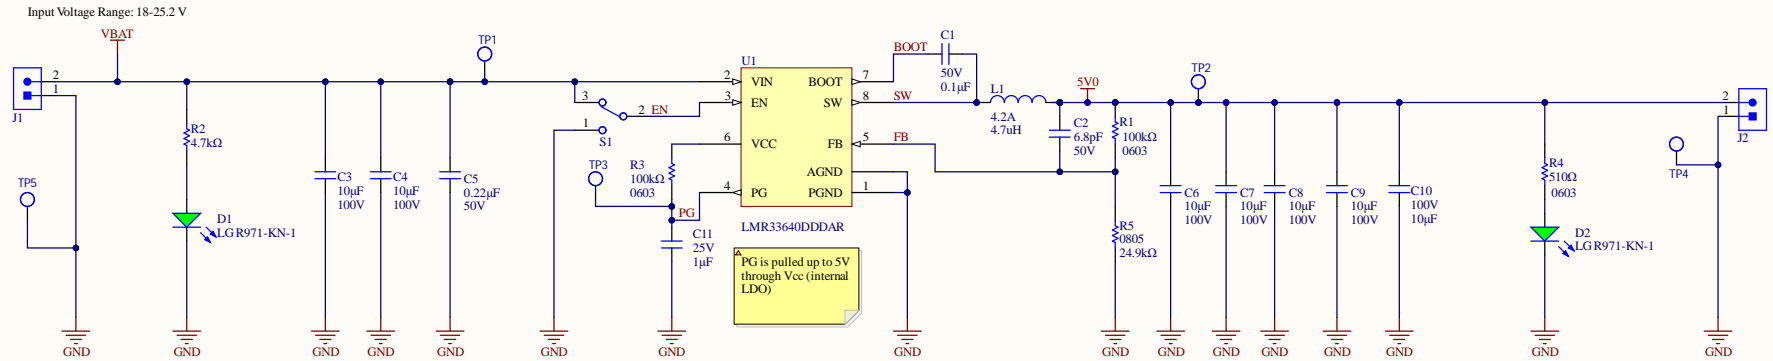 Input Voltage Range: 18-25.2 V
VBAT
2
1
J1
TP5
GND
R2
4.7kΩ
D1
LG R971-KN-1
GND
C3
10µF
100V
GND
C4
10µF
100V
GND
C5
0.22µF
50V
GND
TP1
3
2
EN
1
S1
GND
TP3
R3
100kΩ
0603
PG
C11
25V
1µF
GND
U1
2
VIN
3
EN
6
VCC
4
PG
BOOT
7
SW
8
FB
5
AGND
PGND
1
LMR33640DDDAR
PG is pulled up to 5V
through Vcc (internal
LDO)
GND
BOOT
C1
50V
0.1µF
SW
FB
L1
4.2A
4.7uH
5V0
C2
6.8pF
50V
R1
100kΩ
0603
R5
0805
24.9kΩ
GND
TP2
C6
10µF
100V
GND
C7
10µF
100V
GND
C8
10µF
100V
GND
C9
10µF
100V
GND
C10
100V
10µF
GND
R4
510Ω
0603
D2
LG R971-KN-1
GND
TP4
2
1
J2
GND